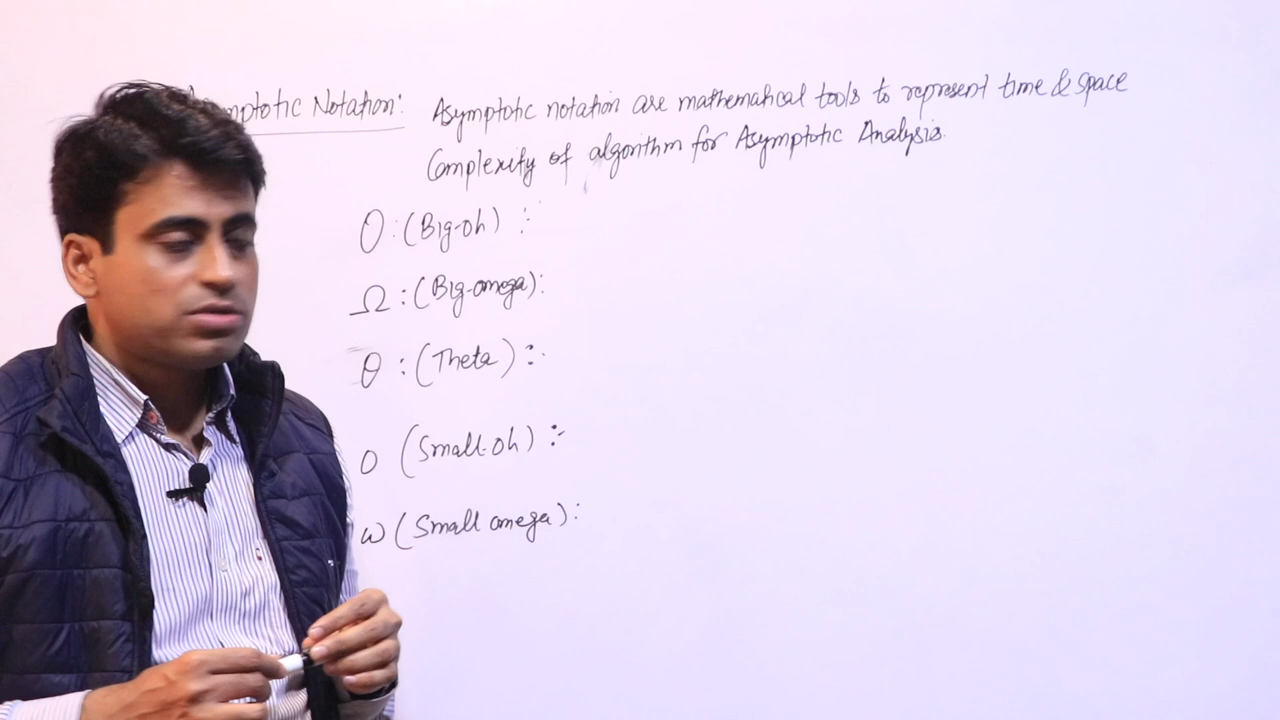 Notation: Asymptotic notation are mathematical tools to represent time & space
Complexity of algorithm for Asymptotic Analysis.
O: (Big-oh) :
Ω: (Big-omega):
θ: (Theta) :
o (Small-oh) :-
ω (Small omega):